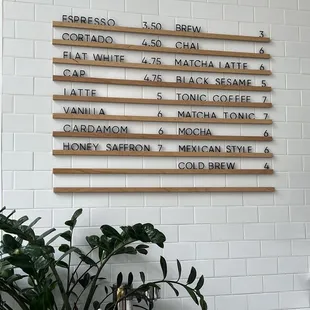 ESPRESSO 3.50
CORTADO 4.50
FLAT WHITE 4.75
CAP 4.75
LATTE 5
VANILLA 6
CARDAMOM 6
HONEY SAFFRON 7
BREW 3
CHAI 6
MATCHA LATTE 6
BLACK SESAME 5
TONIC COFFEE 7
MATCHA TONIC 6
MOCHA 6
MEXICAN STYLE 6
COLD BREW 4